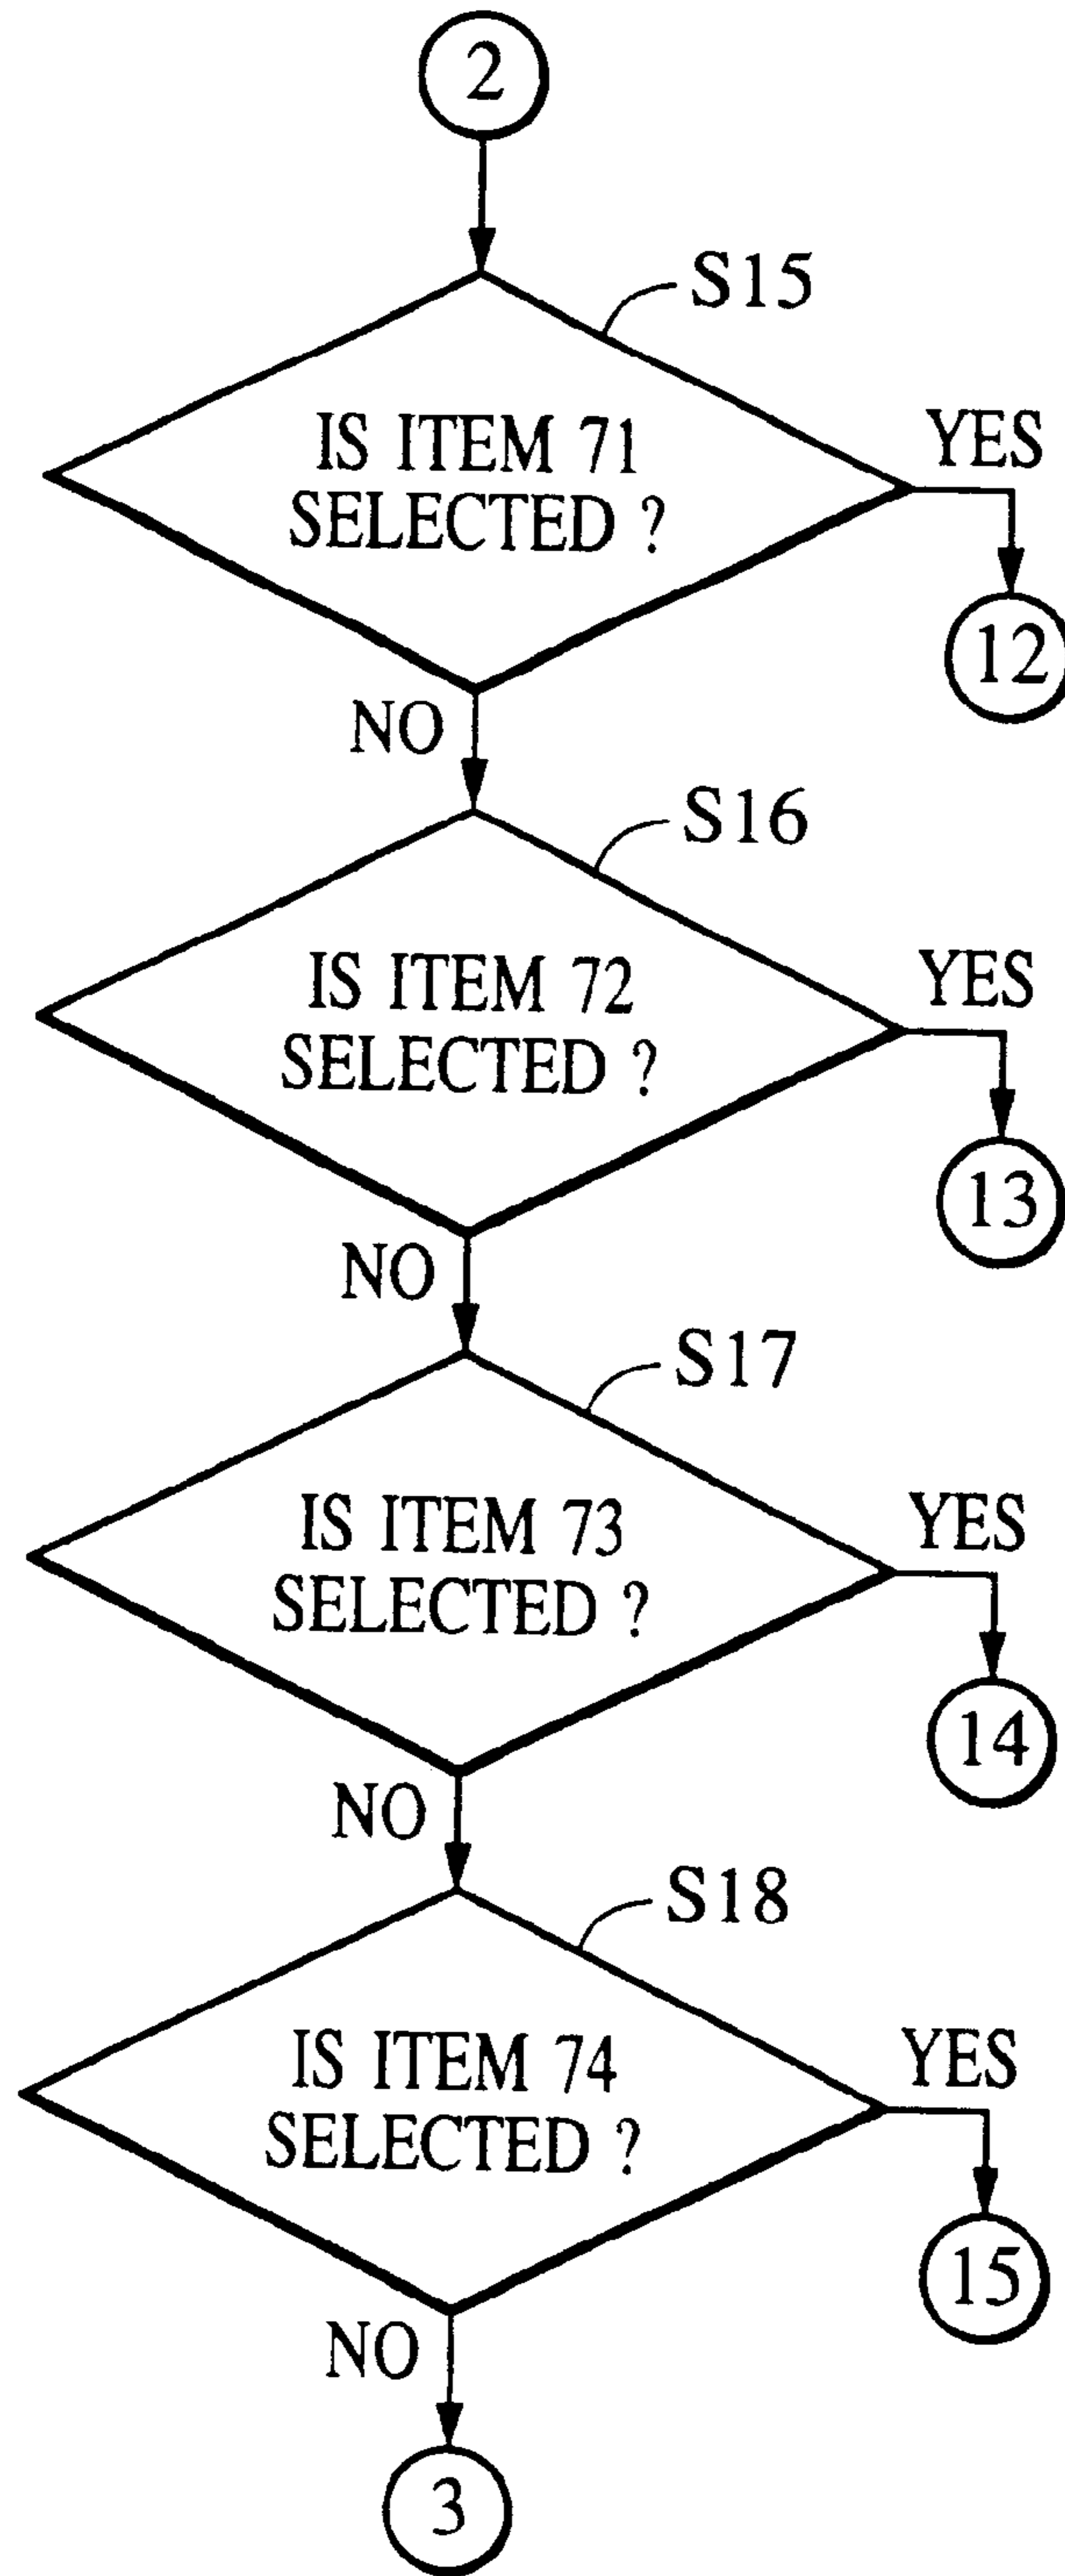 2
S15
IS ITEM 71
SELECTED ?
YES
12
NO
S16
IS ITEM 72
SELECTED ?
YES
13
NO
S17
IS ITEM 73
SELECTED ?
YES
14
NO
S18
IS ITEM 74
SELECTED ?
YES
15
NO
3